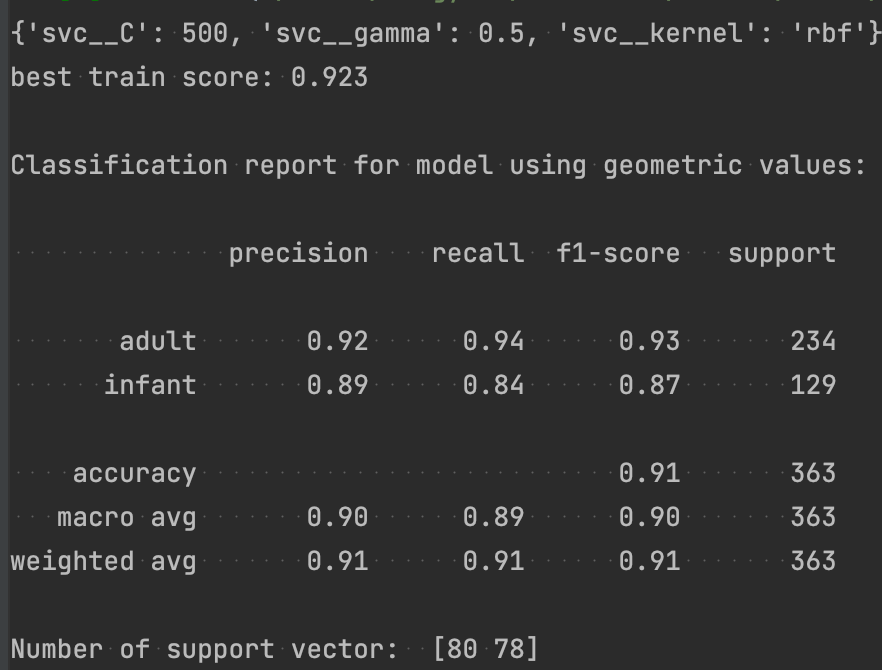 {'svc__C': 500, 'svc__gamma': 0.5, 'svc__kernel': 'rbf'}
best train score: 0.923
Classification report for model using geometric values:
precision recall f1-score support
adult 0.92 0.94 0.93 234
infant 0.89 0.84 0.87 129
accuracy 0.91 363
macro avg 0.90 0.89 0.90 363
weighted avg 0.91 0.91 0.91 363
Number of support vector: [80 78]